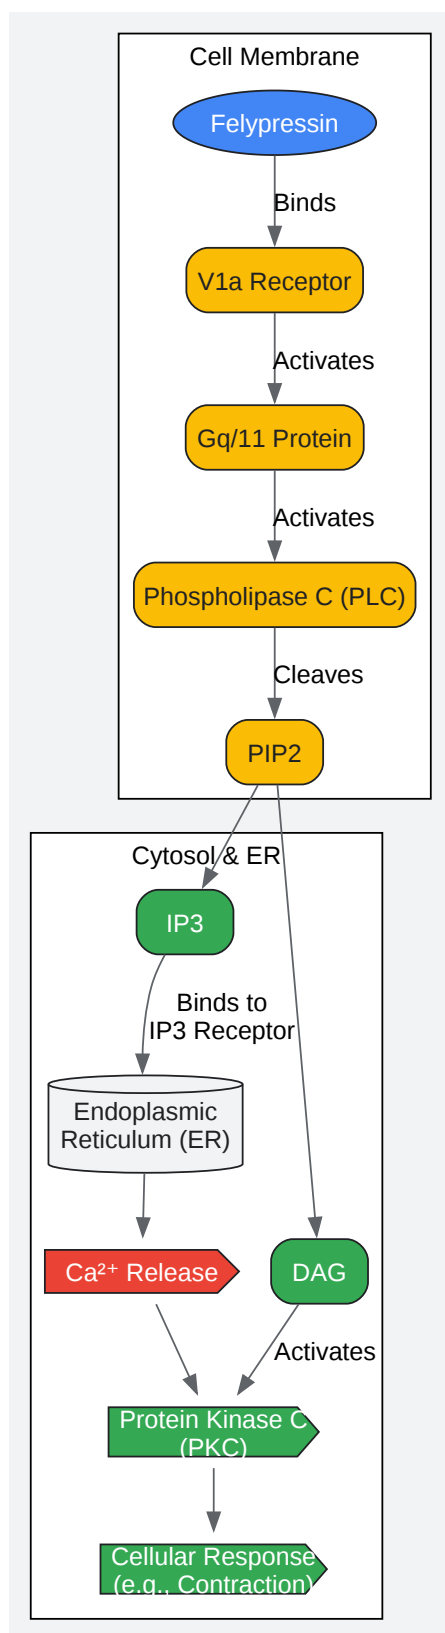 Cell Membrane
Felypressin
Binds
V1a Receptor
Activates
Gq/11 Protein
Activates
Phospholipase C (PLC)
Cleaves
PIP2
Cytosol & ER
IP3
Binds to
IP3 Receptor
Endoplasmic
Reticulum (ER)
Ca²⁺ Release
DAG
Activates
Protein Kinase C
(PKC)
Cellular Response
(e.g., Contraction)